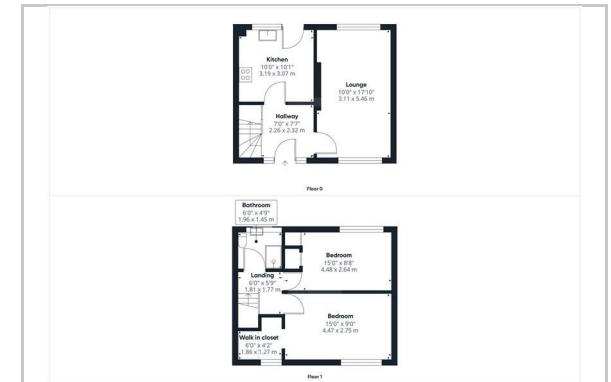 Kitchen
10'0" x 10'1"
3.19 x 3.07 m
Lounge
10'0" x 17'10"
3.11 x 5.46 m
Hallway
7'0" x 7'7"
2.26 x 2.32 m
Floor 0
Bathroom
6'0" x 4'9"
1.96 x 1.45 m
Bedroom
15'0" x 8'8"
4.48 x 2.64 m
Landing
6'0" x 5'9"
1.81 x 1.77 m
Bedroom
15'0" x 9'0"
4.47 x 2.75 m
Walk in closet
6'0" x 4'2"
1.86 x 1.27 m
Floor 1